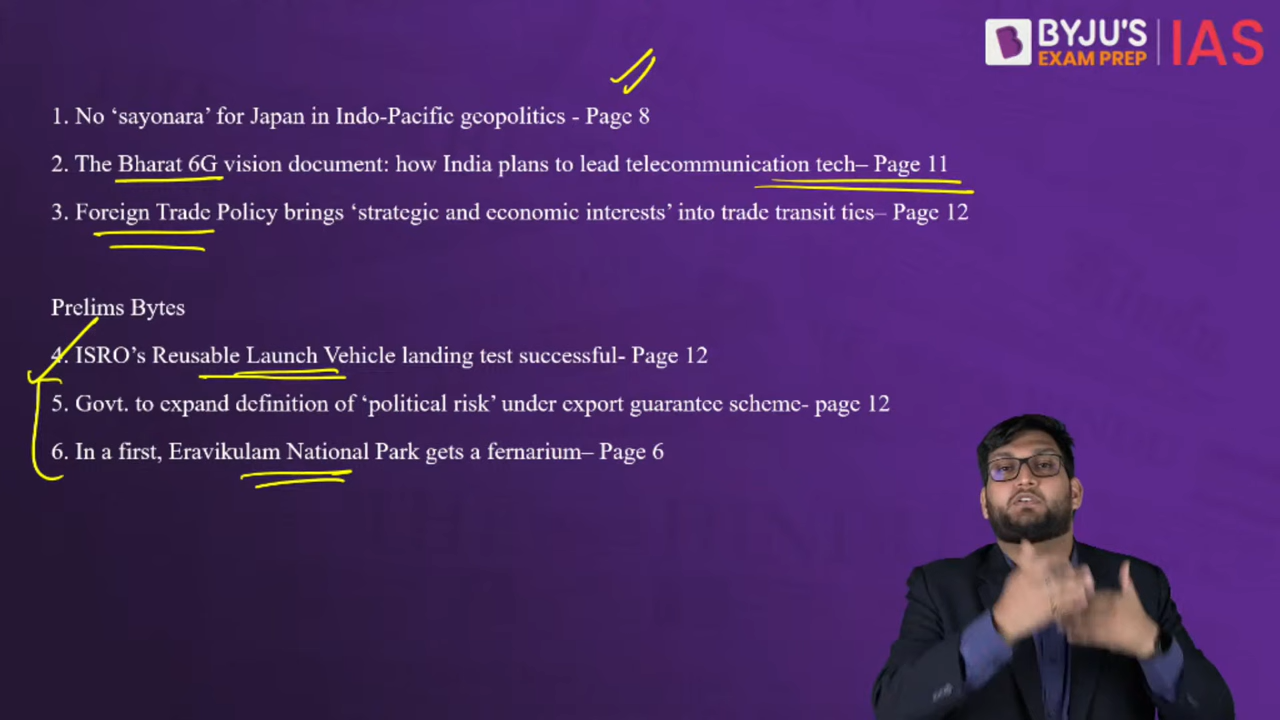 BYJU'S
EXAM PREP
IAS
1. No ‘sayonara’ for Japan in Indo-Pacific geopolitics - Page 8
2. The Bharat 6G vision document: how India plans to lead telecommunication tech– Page 11
3. Foreign Trade Policy brings ‘strategic and economic interests’ into trade transit ties– Page 12
Prelims Bytes
4. ISRO’s Reusable Launch Vehicle landing test successful- Page 12
5. Govt. to expand definition of ‘political risk’ under export guarantee scheme- page 12
6. In a first, Eravikulam National Park gets a fernarium– Page 6